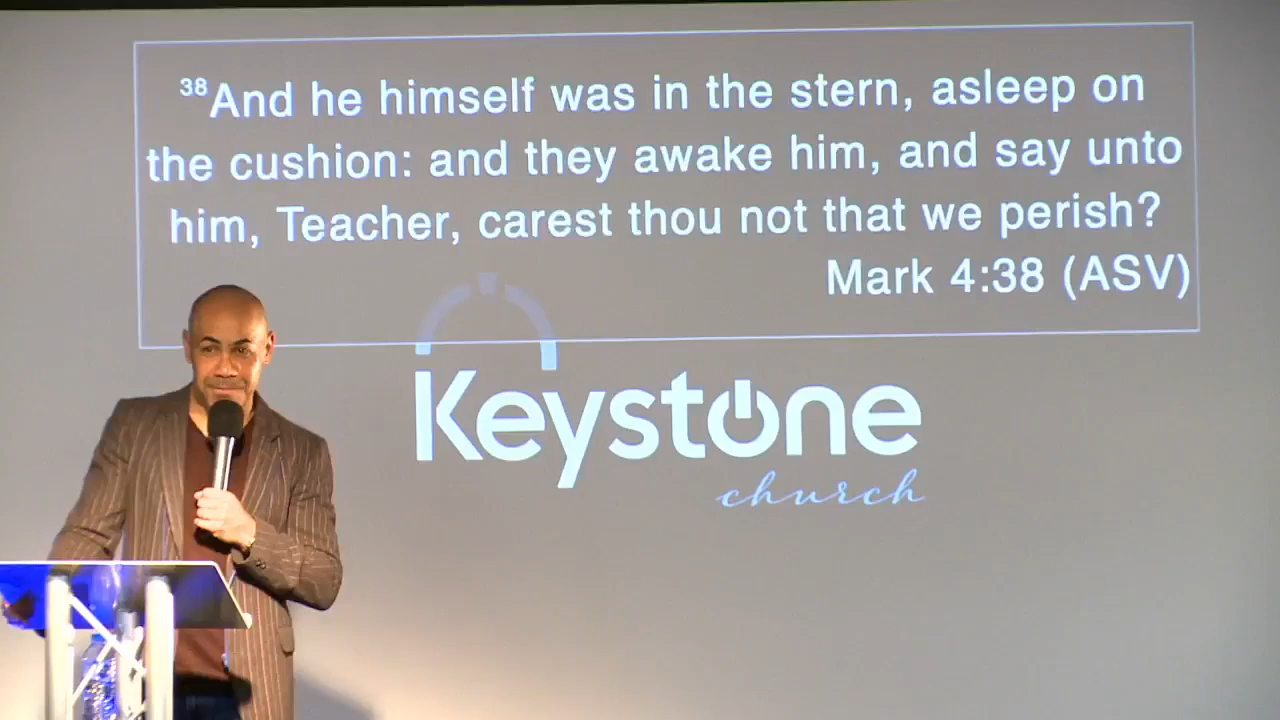 ³⁸And he himself was in the stern, asleep on
the cushion: and they awake him, and say unto
him, Teacher, carest thou not that we perish?
Mark 4:38 (ASV)
Keystone
church